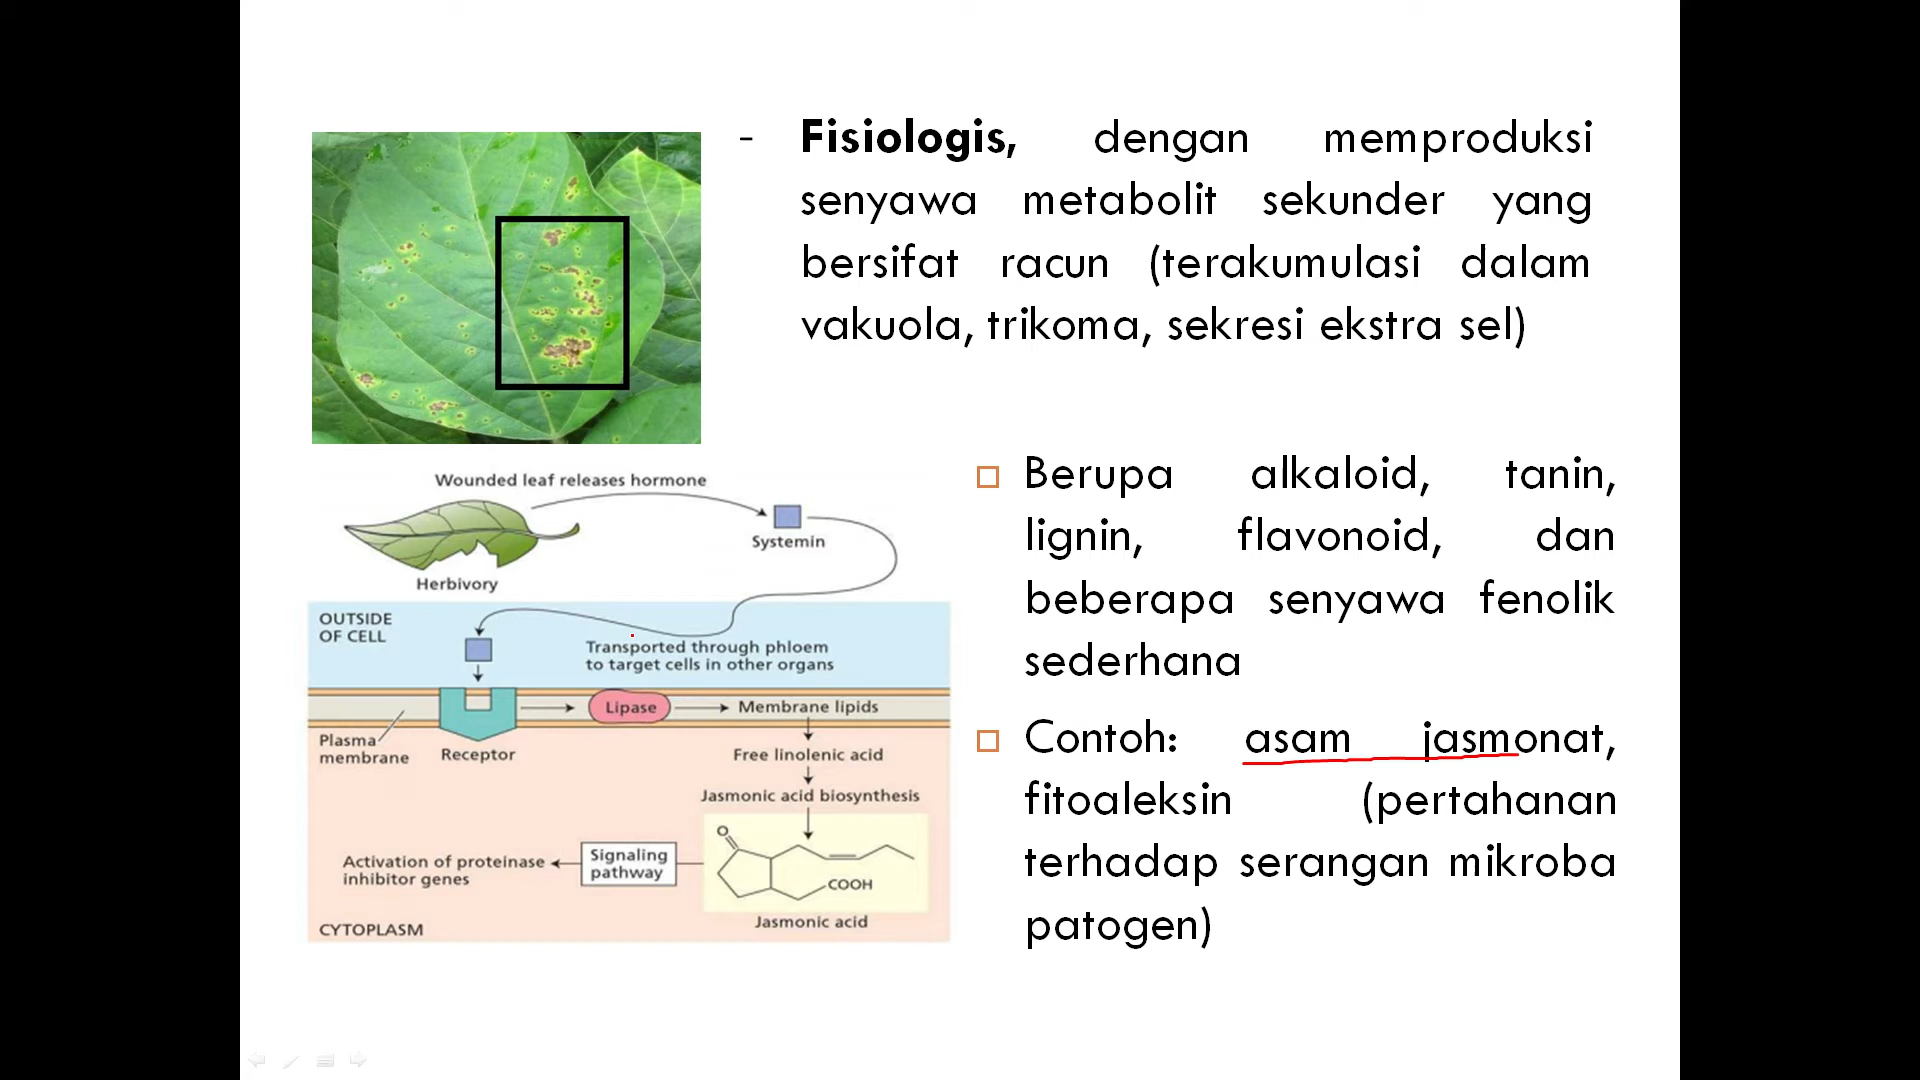 - Fisiologis, dengan memproduksi
senyawa metabolit sekunder yang
bersifat racun (terakumulasi dalam
vakuola, trikoma, sekresi ekstra sel)
Wounded leaf releases hormone
Systemin
Herbivory
OUTSIDE
OF CELL
Transported through phloem
to target cells in other organs
Lipase
Membrane lipids
Plasma
membrane
Receptor
Free linolenic acid
Jasmonic acid biosynthesis
O
Activation of proteinase
inhibitor genes
Signaling
pathway
COOH
Jasmonic acid
CYTOPLASM
Berupa alkaloid, tanin,
lignin, flavonoid, dan
beberapa senyawa fenolik
sederhana
Contoh: asam jasmonat,
fitoaleksin (pertahanan
terhadap serangan mikroba
patogen)